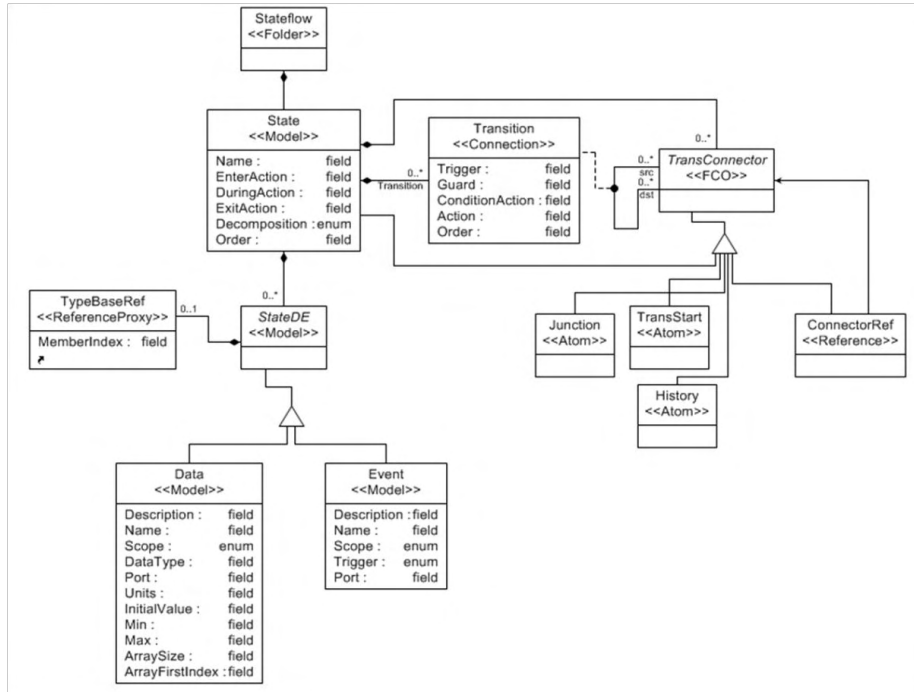 Stateflow
<<Folder>>
State
<<Model>>
Name : field
EnterAction : field
DuringAction : field
ExitAction : field
Decomposition : enum
Order : field
0..*
Transition
Transition
<<Connection>>
Trigger : field
Guard : field
ConditionAction : field
Action : field
Order : field
0..*
0..*
src
0..*
dst
TransConnector
<<FCO>>
TypeBaseRef
<<ReferenceProxy>>
MemberIndex : field
0..1
0..*
StateDE
<<Model>>
Junction
<<Atom>>
TransStart
<<Atom>>
ConnectorRef
<<Reference>>
History
<<Atom>>
Data
<<Model>>
Description : field
Name : field
Scope : enum
DataType : field
Port : field
Units : field
InitialValue : field
Min : field
Max : field
ArraySize : field
ArrayFirstIndex : field
Event
<<Model>>
Description : field
Name : field
Scope : enum
Trigger : enum
Port : field